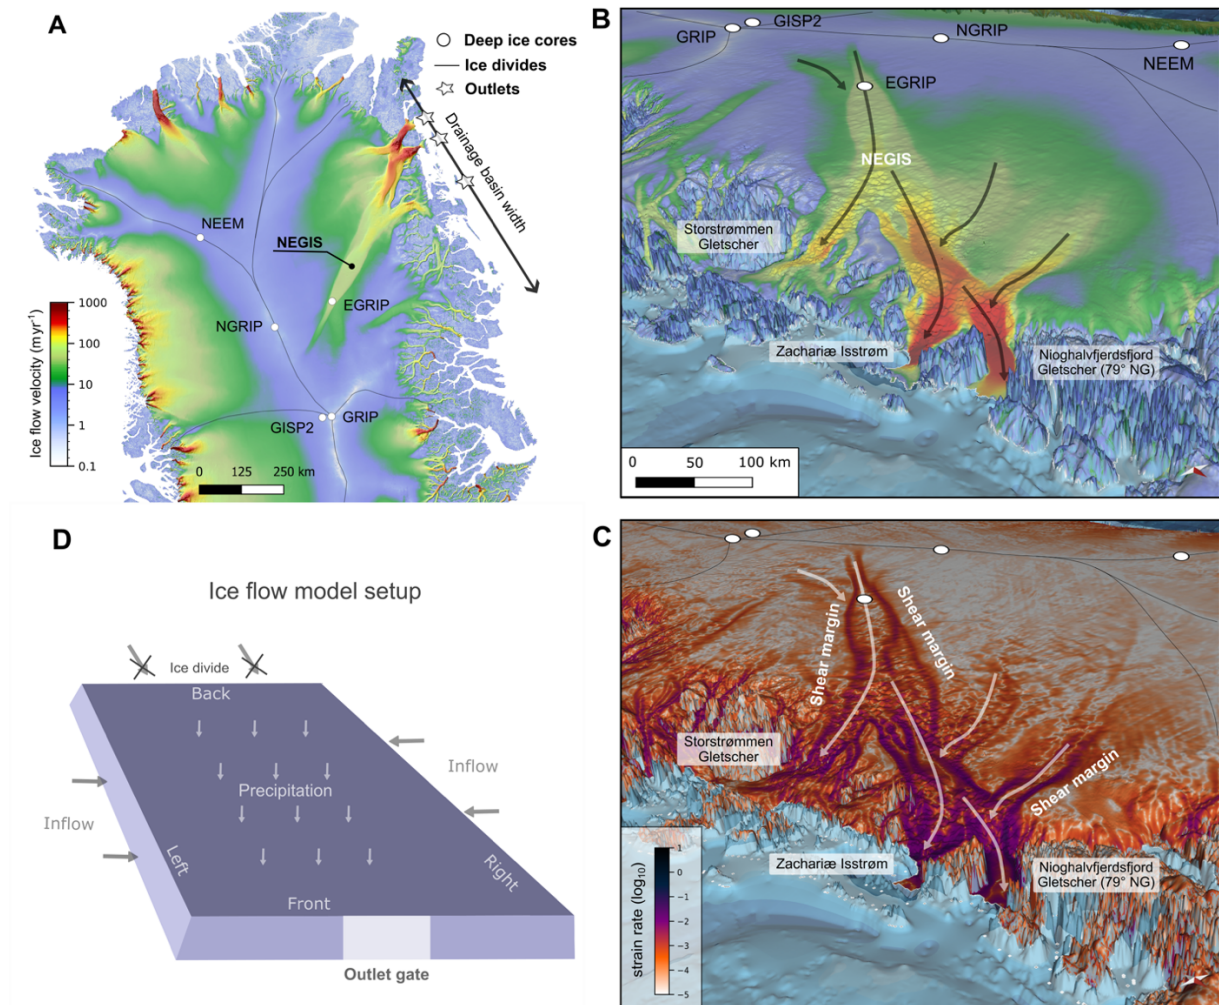 A
Deep ice cores
Ice divides
Outlets
Drainage basin width
NEEM
NEGIS
EGRIP
NGRIP
GISP2
GRIP
Ice flow velocity (myr⁻¹)
1000
100
10
1
0.1
0
125
250 km
B
GISP2
GRIP
NGRIP
NEEM
EGRIP
NEGIS
Storstrømmen
Gletscher
Zachariæ Isstrøm
Nioghalvfjerdsfjord
Gletscher (79° NG)
0
50
100 km
D
Ice flow model setup
Ice divide
Back
Inflow
Precipitation
Inflow
Left
Right
Front
Outlet gate
C
Shear margin
Shear margin
Shear margin
Storstrømmen
Gletscher
Zachariæ Isstrøm
Nioghalvfjerdsfjord
Gletscher (79° NG)
strain rate (log₁₀)
1
0
−1
−2
−3
−4
−5